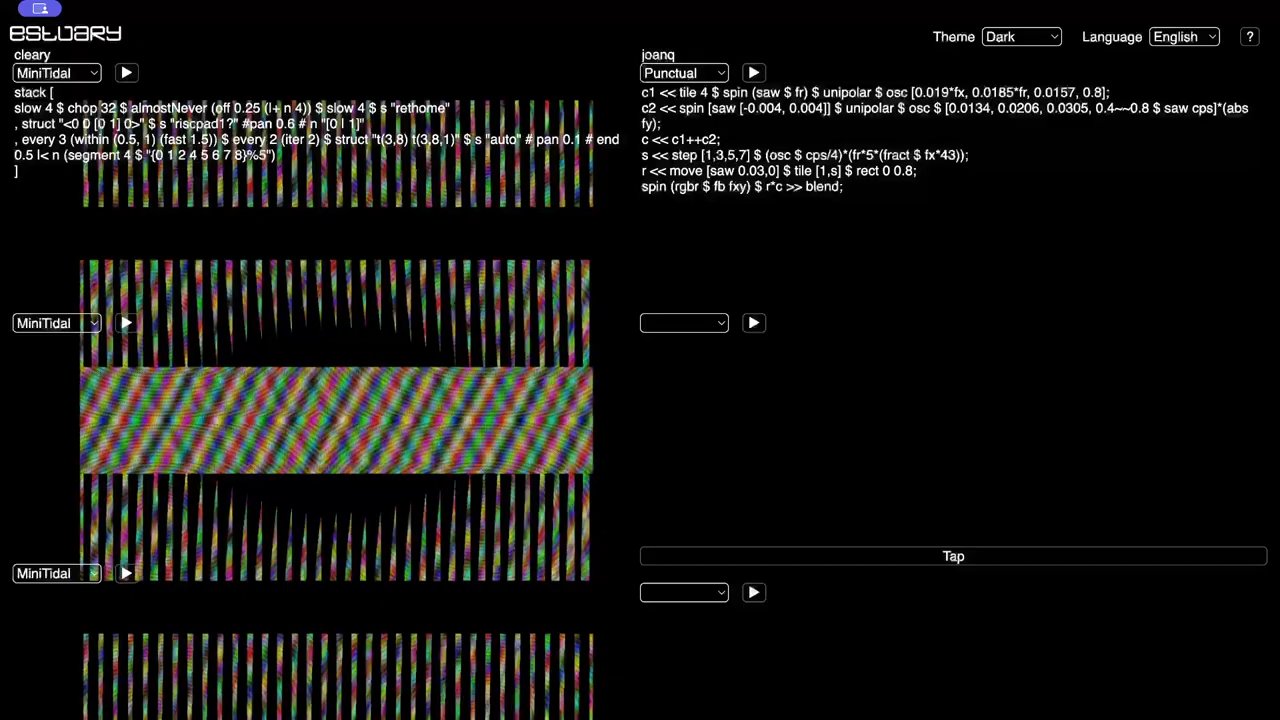 ESTUARY
Theme Dark Language English ?
cleary
MiniTidal
stack [
slow 4 $ chop 32 $ almostNever (off 0.25 (|+ n 4)) $ slow 4 $ s "rethome"
, struct "<0 0 [0 1] 0>" $ s "riscpad1?" #pan 0.6 # n "[0 | 1]"
, every 3 (within (0.5, 1) (fast 1.5)) $ every 2 (iter 2) $ struct "t(3,8) t(3,8,1)" $ s "auto" # pan 0.1 # end
0.5 |< n (segment 4 $ "{0 1 2 4 5 6 7 8}%5")
]
MiniTidal
MiniTidal
joanq
Punctual
c1 << tile 4 $ spin (saw $ fr) $ unipolar $ osc [0.019*fx, 0.0185*fr, 0.0157, 0.8];
c2 << spin [saw [-0.004, 0.004]] $ unipolar $ osc $ [0.0134, 0.0206, 0.0305, 0.4~~0.8 $ saw cps]*(abs
fy);
c << c1++c2;
s << step [1,3,5,7] $ (osc $ cps/4)*(fr*5*(fract $ fx*43));
r << move [saw 0.03,0] $ tile [1,s] $ rect 0 0.8;
spin (rgbr $ fb fxy) $ r*c >> blend;
Tap